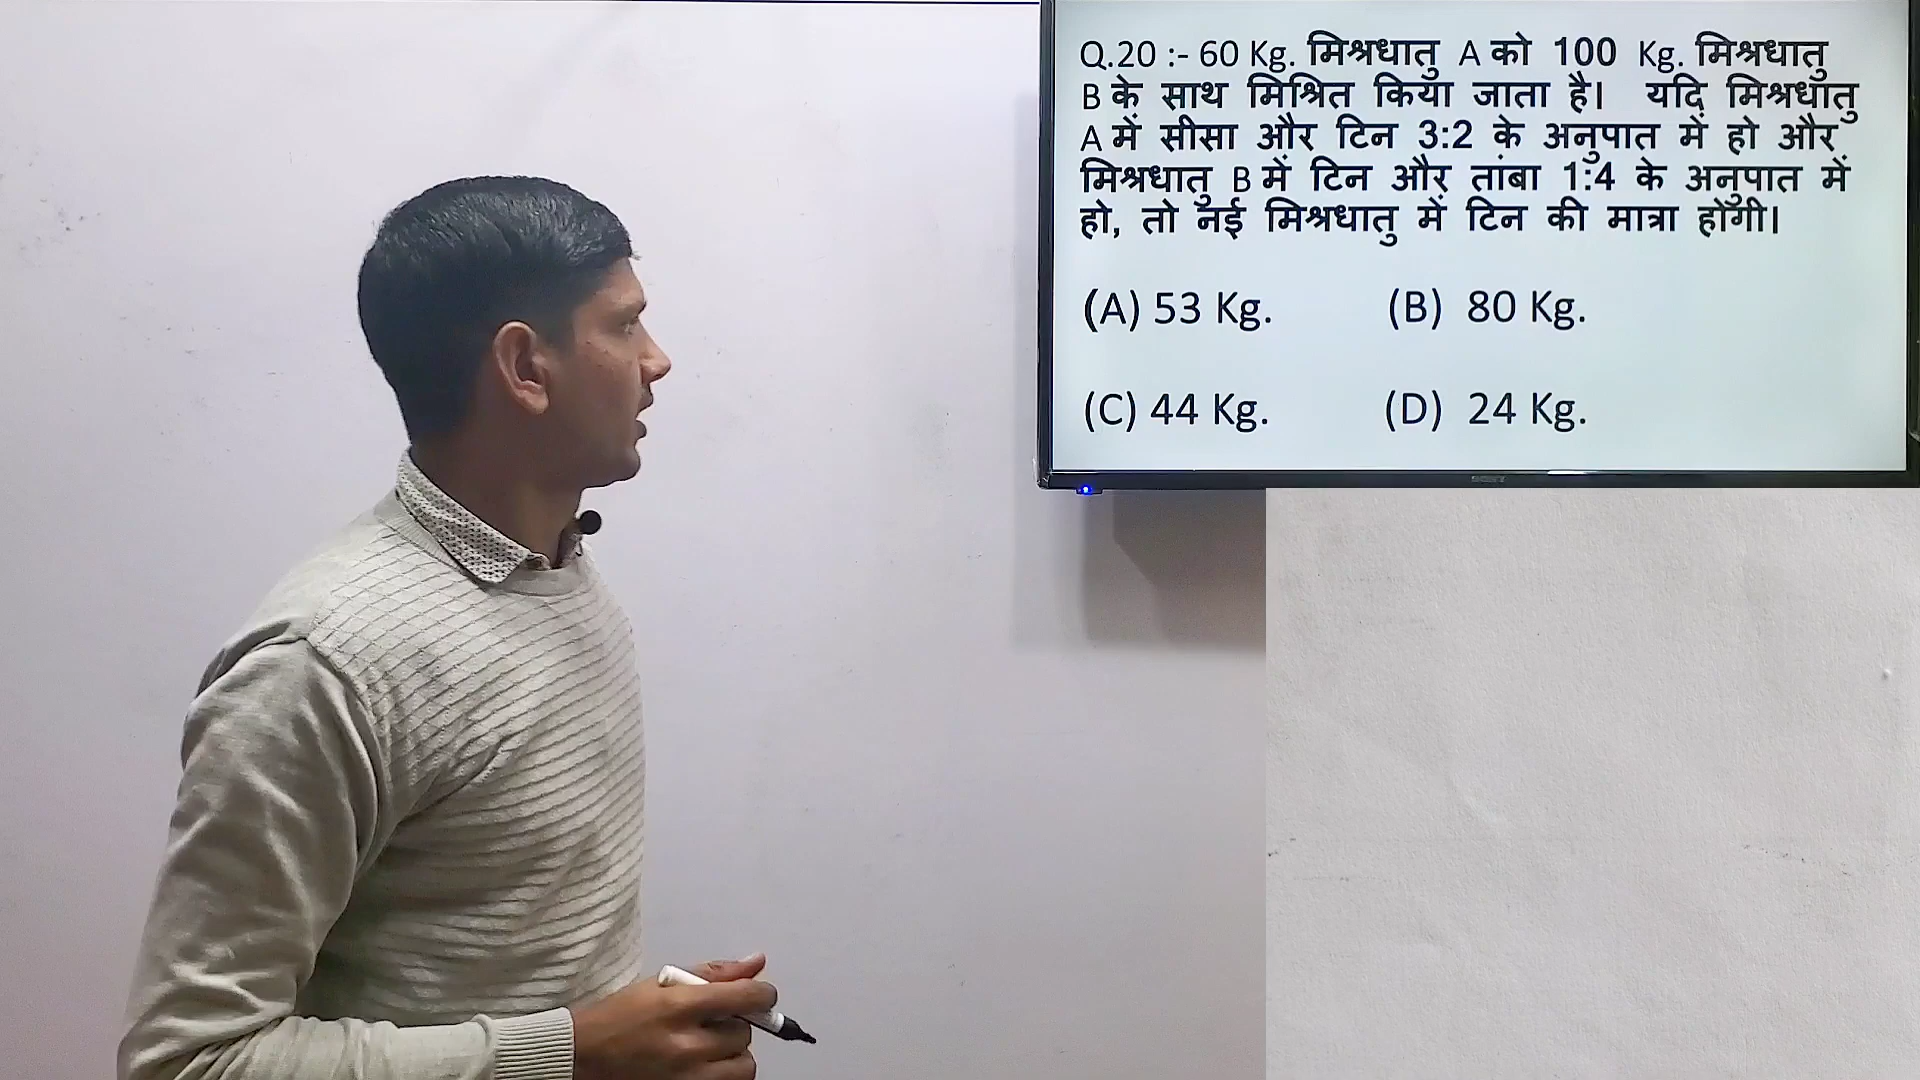 Q.20 :- 60 Kg. मिश्रधातु A को 100 Kg. मिश्रधातु
B के साथ मिश्रित किया जाता है। यदि मिश्रधातु
A में सीसा और टिन 3:2 के अनुपात में हो और
मिश्रधातु B में टिन और तांबा 1:4 के अनुपात में
हो, तो नई मिश्रधातु में टिन की मात्रा होगी।
(A) 53 Kg. (B) 80 Kg.
(C) 44 Kg. (D) 24 Kg.
SONY